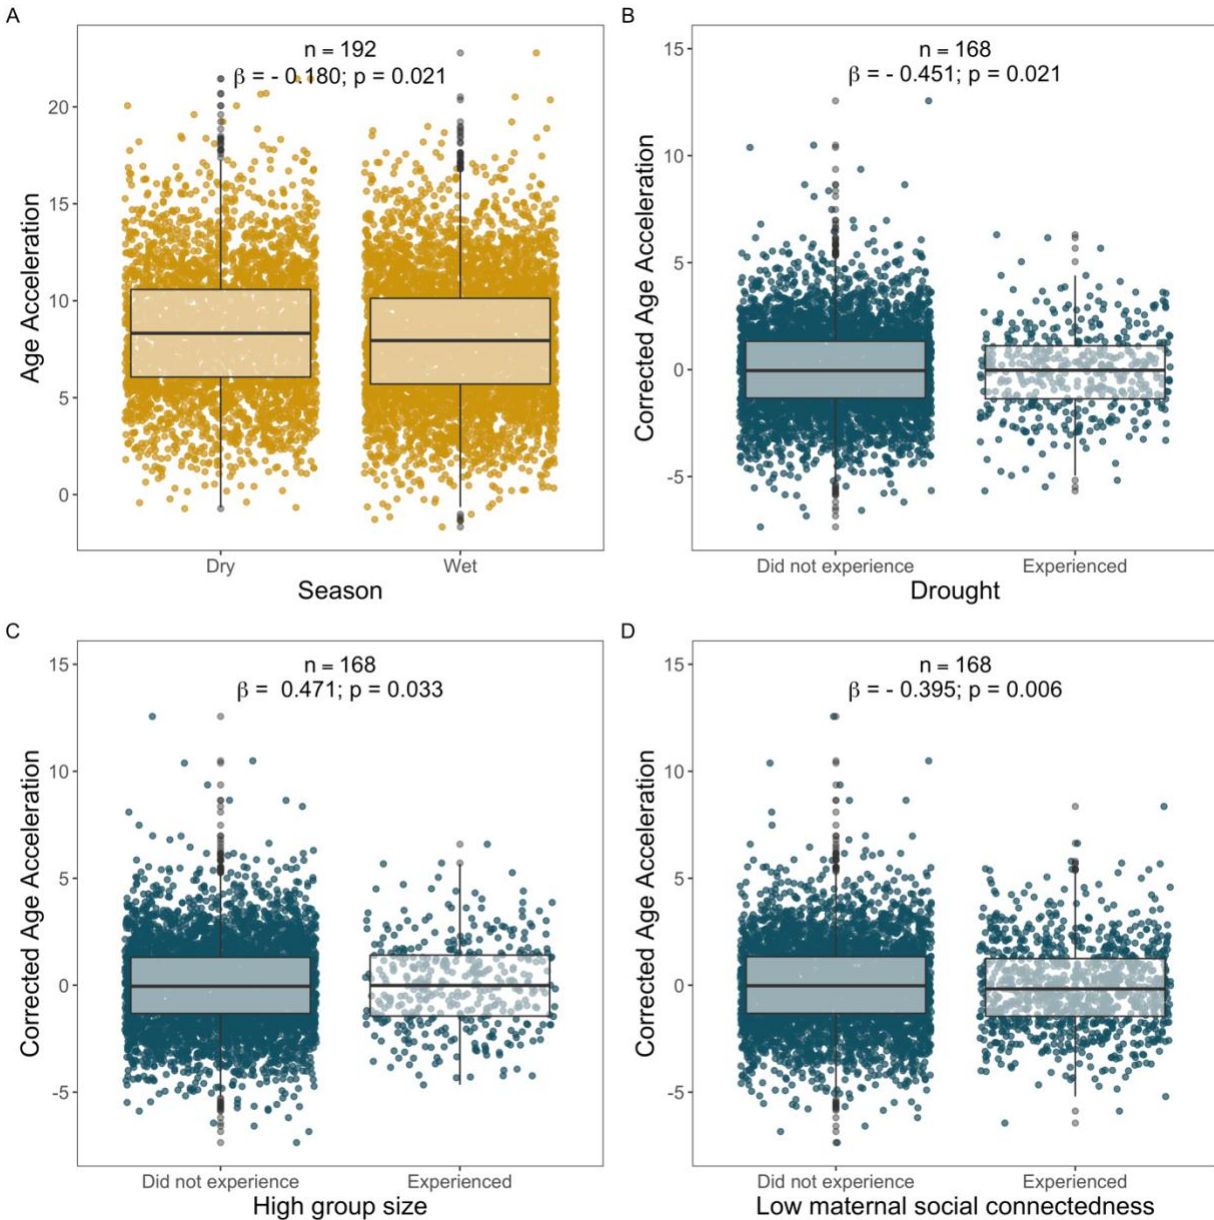 A
n = 192
β = - 0.180; p = 0.021
20
15
10
5
0
Age Acceleration
Dry
Wet
Season
B
n = 168
β = - 0.451; p = 0.021
15
10
5
0
-5
Corrected Age Acceleration
Did not experience
Experienced
Drought
C
n = 168
β = 0.471; p = 0.033
15
10
5
0
-5
Corrected Age Acceleration
Did not experience
Experienced
High group size
D
n = 168
β = - 0.395; p = 0.006
15
10
5
0
-5
Corrected Age Acceleration
Did not experience
Experienced
Low maternal social connectedness